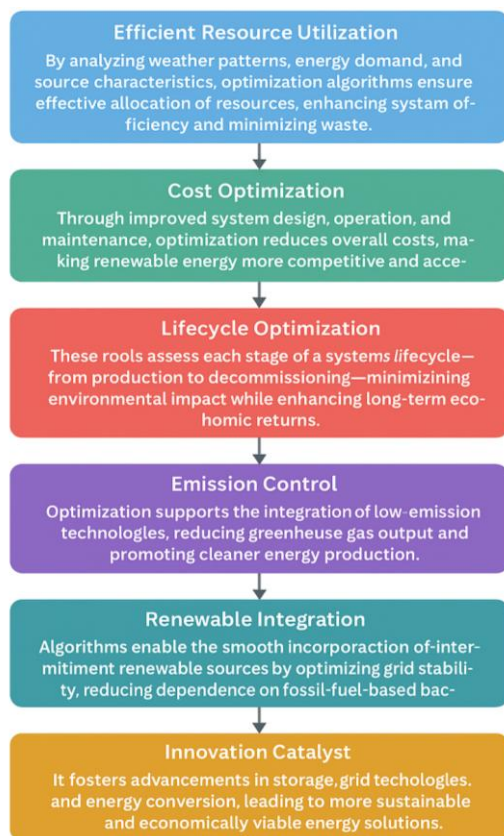 Efficient Resource Utilization
By analyzing weather patterns, energy domand, and
source characteristics, optimization algorithms ensure
effective allocation of resources, enhancing systam of-
ficiency and minimizing waste.
Cost Optimization
Through improved system design, operation, and
maintenance, optimization reduces overall costs, ma-
king renewable energy more competitive and acce-
Lifecycle Optimization
These rools assess each stage of a systems lifecycle—
from production to decommissioning—minimizining
environmental impact while enhancing long-term eco-
homic returns.
Emission Control
Optimization supports the integration of low-emission
technologles, reducing greenheuse gas output and
promoting cleaner energy production.
Renewable Integration
Algorithms enable the smooth incorporaction of-inter-
mitiment renewable sources by optimizing grid stabili-
ty, reducing dependence on fossil-fuel-based bac-
Innovation Catalyst
It fosters advancements in storage, grid techologles.
and energy conversion, leading to more sustainable
and economically viable energy solutions.